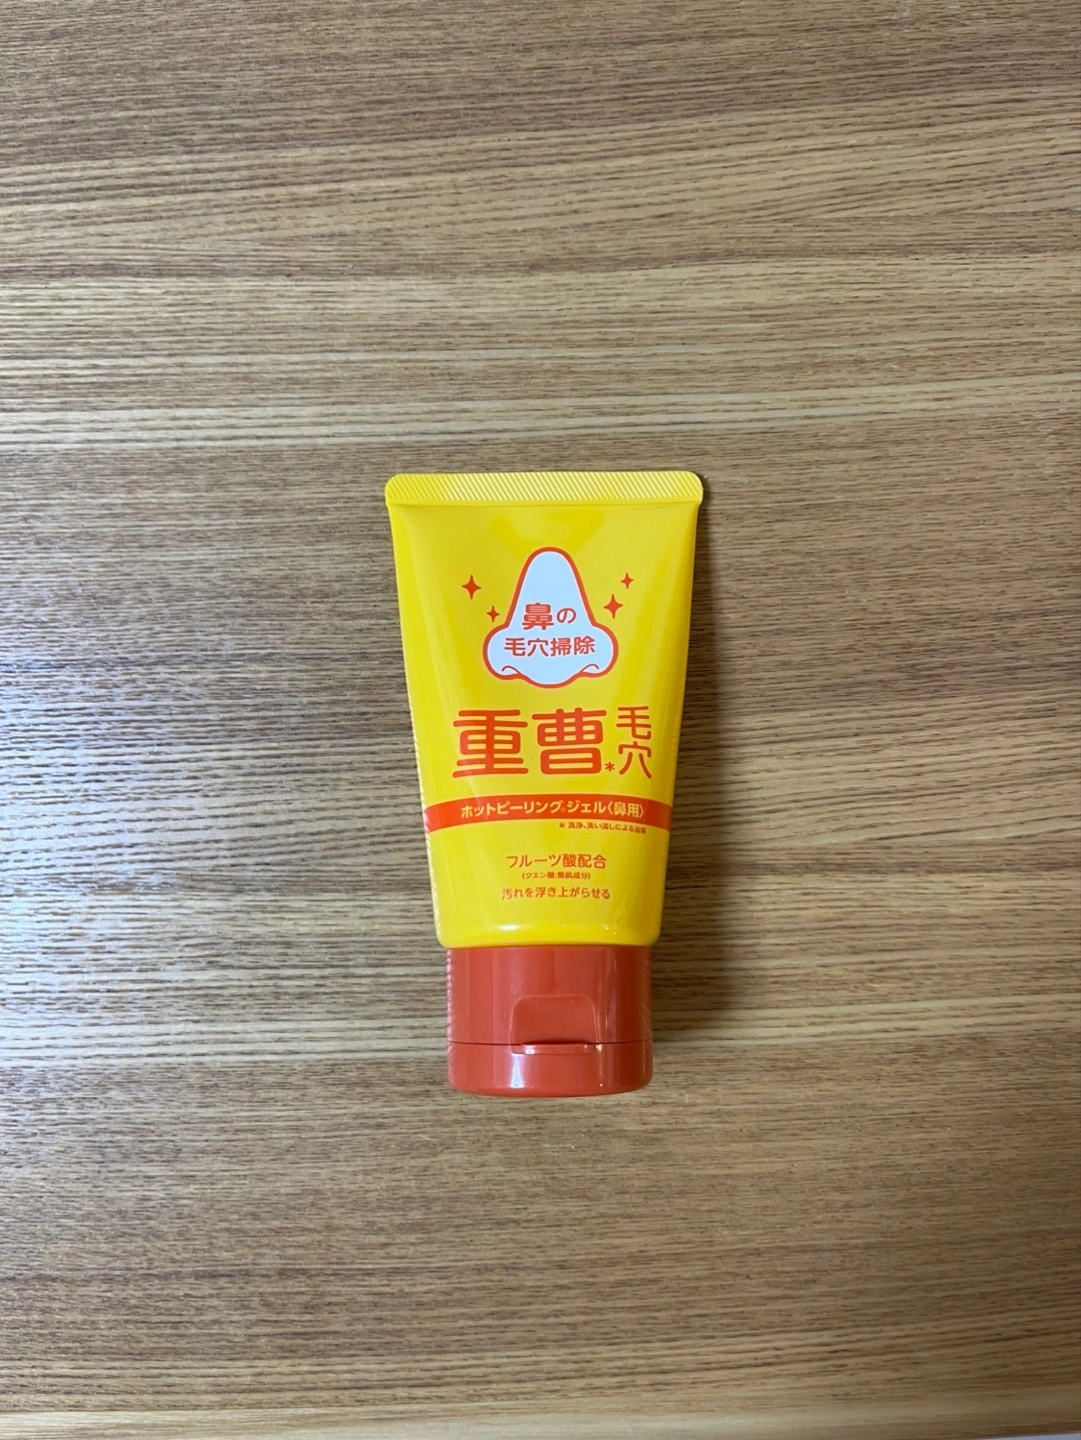 鼻の
毛穴掃除
重曹*毛穴
ホットピーリング※ジェル〈鼻用〉
※ 洗浄、洗い流しによる
フルーツ酸配合
(クエン酸:整肌成分)
汚れを浮き上がらせる